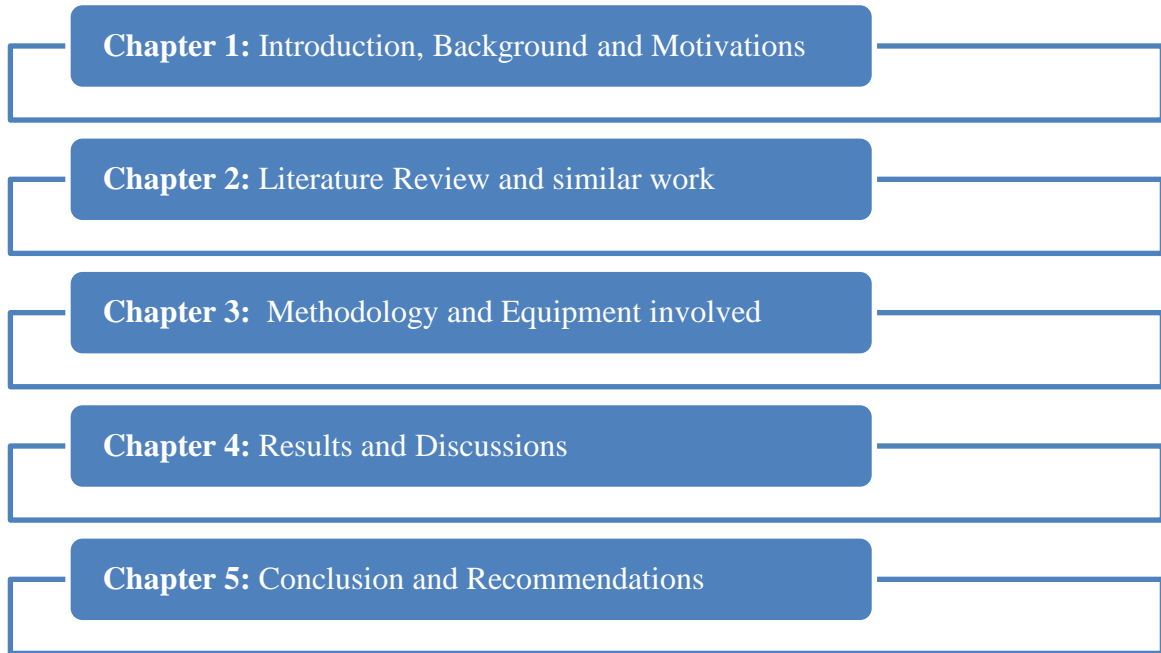 Chapter 1: Introduction, Background and Motivations
Chapter 2: Literature Review and similar work
Chapter 3:  Methodology and Equipment involved
Chapter 4: Results and Discussions
Chapter 5: Conclusion and Recommendations